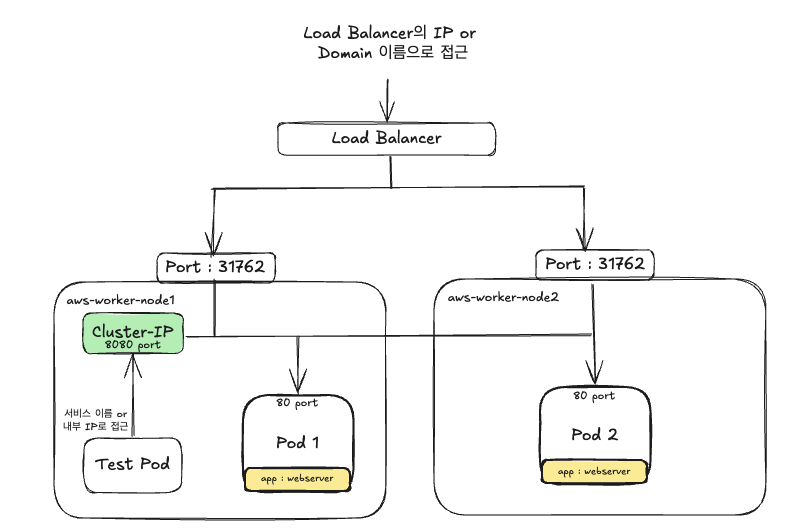 Load Balancer의 IP or
Domain 이름으로 접근
Load Balancer
Port : 31762
Port : 31762
aws-worker-node1
aws-worker-node2
Cluster-IP
8080 port
서비스 이름 or
내부 IP로 접근
Test Pod
80 port
Pod 1
app : webserver
80 port
Pod 2
app : webserver